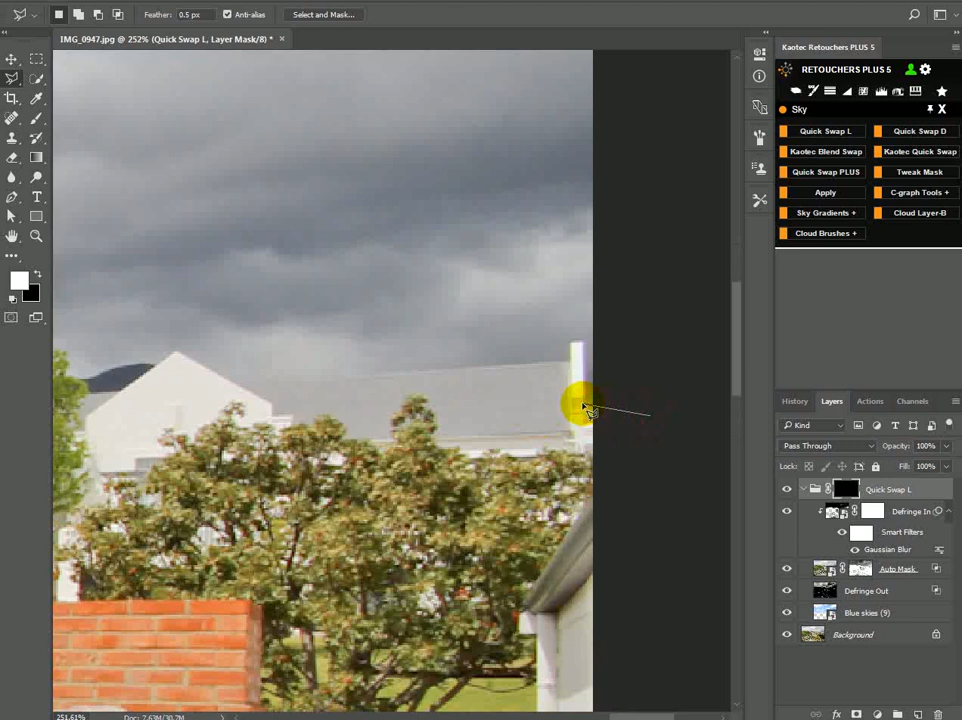 Feather: 0.5 px Anti-alias Select and Mask...
IMG_0947.jpg @ 252% (Quick Swap L, Layer Mask/8) *
Kaotec Retouchers PLUS 5
RETOUCHERS PLUS 5
Sky
Quick Swap L Quick Swap D
Kaotec Blend Swap Kaotec Quick Swap
Quick Swap PLUS Tweak Mask
Apply C-graph Tools +
Sky Gradients + Cloud Layer-B
Cloud Brushes +
History Layers Actions Channels
Kind
Pass Through Opacity: 100%
Lock: Fill: 100%
Quick Swap L
Defringe In
Smart Filters
Gaussian Blur
Auto Mask
Defringe Out
Blue skies (9)
Background
251.61% Doc: 7.63M/30.7M